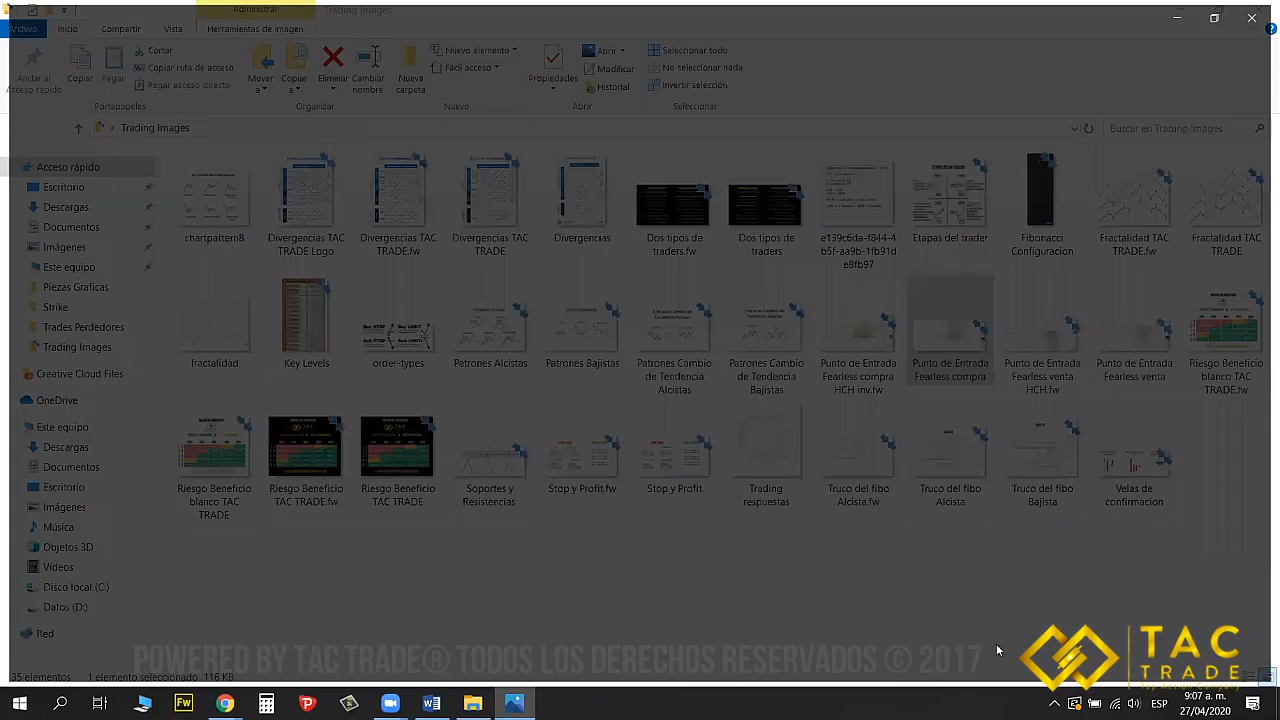 Administrar
Trading Images
Archivo
Inicio
Compartir
Vista
Herramientas de imagen
Anclar al
Acceso rápido
Copiar
Pegar
Cortar
Copiar ruta de acceso
Pegar acceso directo
Portapapeles
Mover
a
Copiar
a
Eliminar
Cambiar
nombre
Organizar
Nueva
carpeta
Nuevo elemento
Fácil acceso
Nuevo
Propiedades
Abrir
Modificar
Historial
Abrir
Seleccionar todo
No seleccionar nada
Invertir selección
Seleccionar
Trading Images
Buscar en Trading Images
Acceso rápido
Escritorio
Descargas
Documentos
Imágenes
Este equipo
Piezas Graficas
Strike
Trades Perdedores
Trading Images
Creative Cloud Files
OneDrive
Este equipo
Descargas
Documentos
Escritorio
Imágenes
Música
Objetos 3D
Vídeos
Disco local (C:)
Datos (D:)
Red
chartpattern8
Divergencias TAC
TRADE Logo
Divergencias TAC
TRADE.fw
Divergencias TAC
TRADE
Divergencias
Dos tipos de
traders.fw
Dos tipos de
traders
e139c6da-f844-4
b5f-aa9b-1fb91d
e8fb97
Etapas del trader
Fibonacci
Configuracion
Fractalidad TAC
TRADE.fw
Fractalidad TAC
TRADE
fractalidad
Key Levels
order-types
Patrones Alcistas
Patrones Bajistas
Patrones Cambio
de Tendencia
Alcistas
Patrones Cambio
de Tendencia
Bajistas
Punto de Entrada
Fearless compra
HCH inv.fw
Punto de Entrada
Fearless compra
Punto de Entrada
Fearless venta
HCH.fw
Punto de Entrada
Fearless venta
Riesgo Beneficio
blanco TAC
TRADE.fw
Riesgo Beneficio
blanco TAC
TRADE
Riesgo Beneficio
TAC TRADE.fw
Riesgo Beneficio
TAC TRADE
Soportes y
Resistencias
Stop y Profit.fw
Stop y Profit
Trading
respuestas
Truco del fibo
Alcista.fw
Truco del fibo
Alcista
Truco del fibo
Bajista
Velas de
confirmacion
POWERED BY TAC TRADE® TODOS LOS DERECHOS RESERVADOS © 2017
TAC
TRADE
Top Action Company
35 elementos
1 elemento seleccionado 116 KB
Fw
ESP
9:07 a. m.
27/04/2020